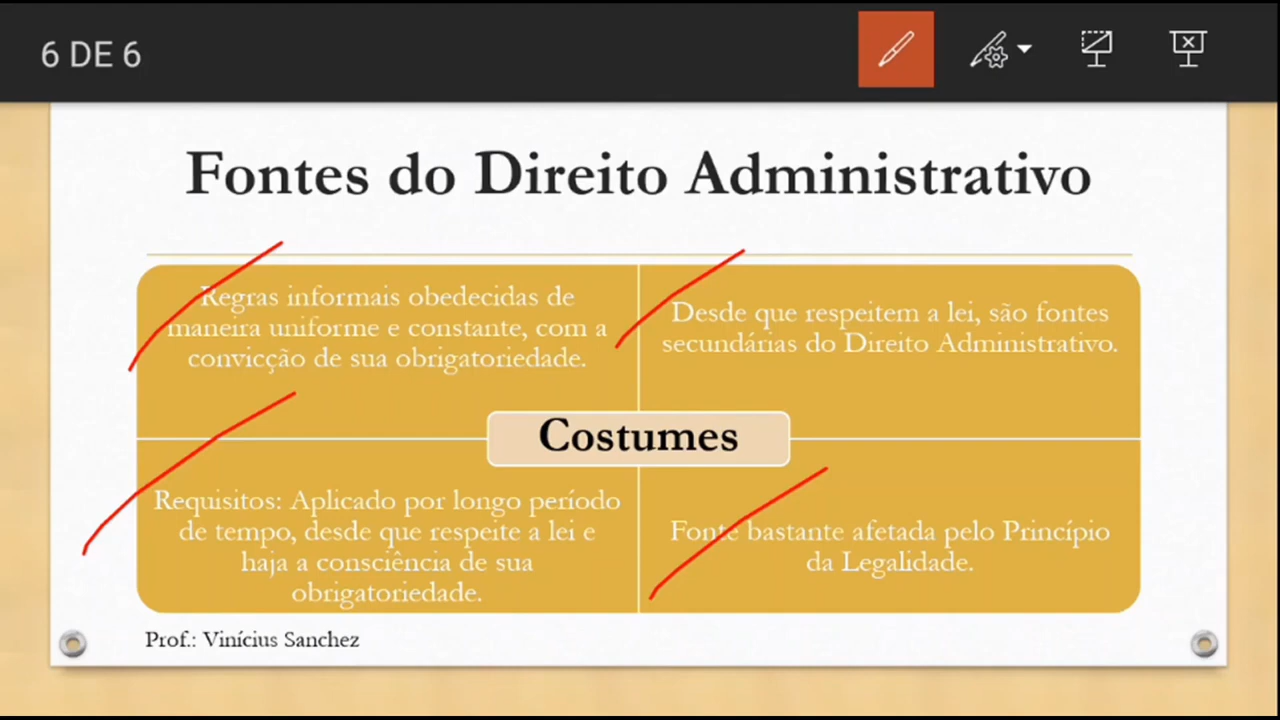 6 DE 6
Fontes do Direito Administrativo
Regras informais obedecidas de
maneira uniforme e constante, com a
convicção de sua obrigatoriedade.
Desde que respeitem a lei, são fontes
secundárias do Direito Administrativo.
Costumes
Requisitos: Aplicado por longo período
de tempo, desde que respeite a lei e
haja a consciência de sua
obrigatoriedade.
Fonte bastante afetada pelo Princípio
da Legalidade.
Prof.: Vinícius Sanchez